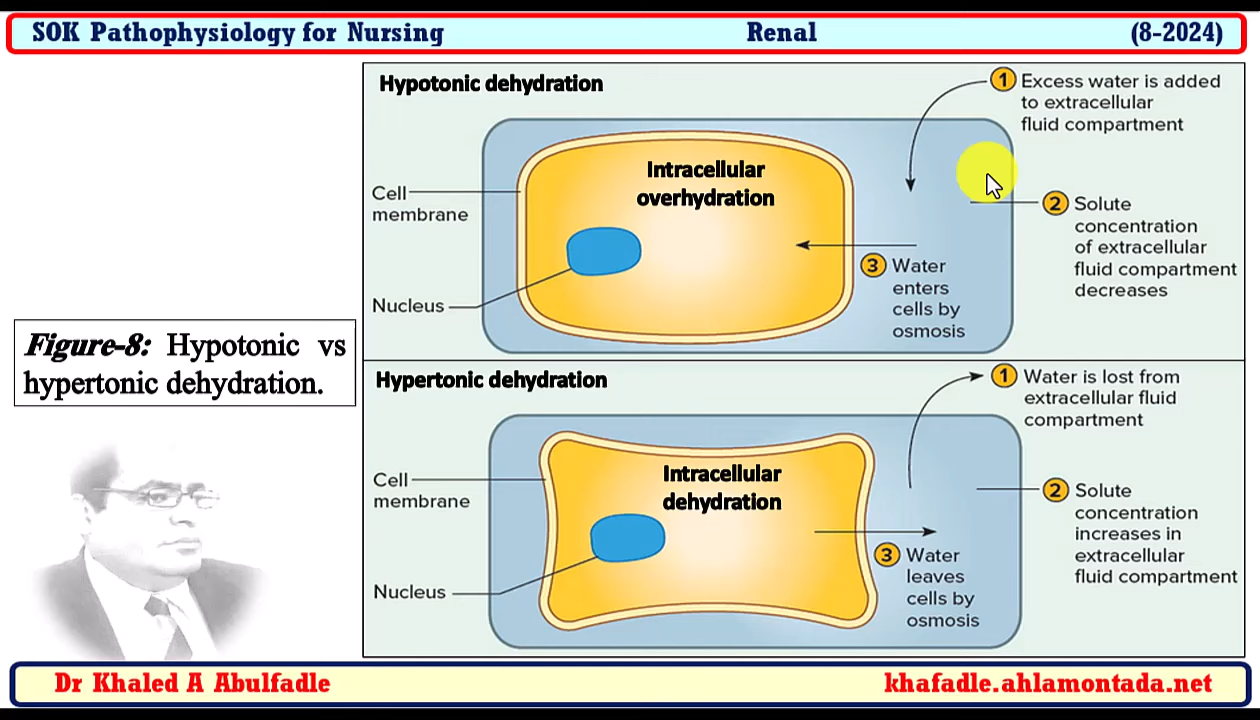 SOK Pathophysiology for Nursing Renal (8-2024)
Figure-8: Hypotonic vs
hypertonic dehydration.
Hypotonic dehydration
Intracellular
overhydration
Cell
membrane
Nucleus
1 Excess water is added
to extracellular
fluid compartment
2 Solute
concentration
of extracellular
fluid compartment
decreases
3 Water
enters
cells by
osmosis
Hypertonic dehydration
Intracellular
dehydration
Cell
membrane
Nucleus
1 Water is lost from
extracellular fluid
compartment
2 Solute
concentration
increases in
extracellular
fluid compartment
3 Water
leaves
cells by
osmosis
Dr Khaled A Abulfadle khafadle.ahlamontada.net